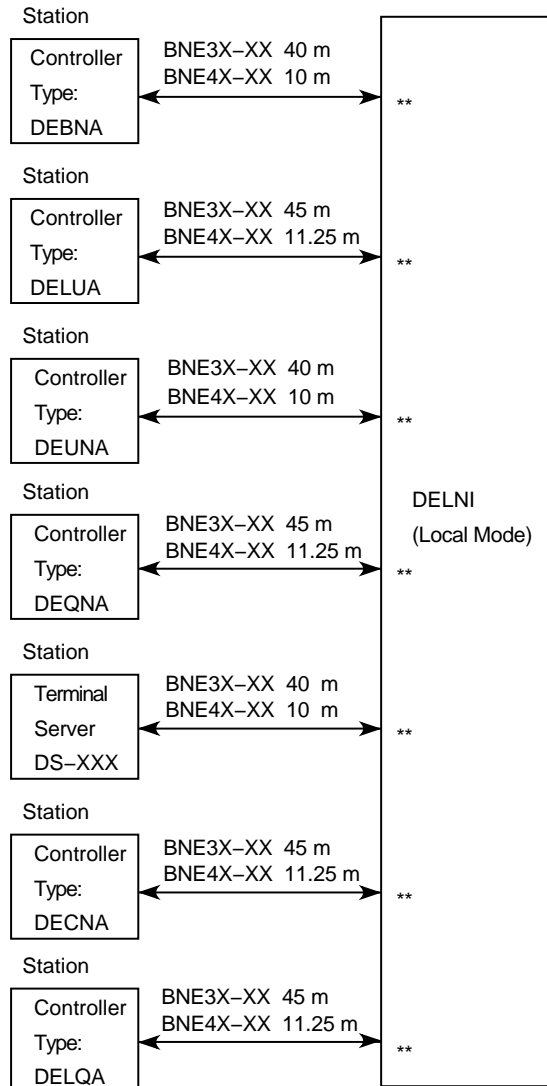 Station
Controller
Type:
DEBNA
BNE3X−XX 40 m
BNE4X−XX 10 m
**
Station
Controller
Type:
DELUA
BNE3X−XX 45 m
BNE4X−XX 11.25 m
**
Station
Controller
Type:
DEUNA
BNE3X−XX 40 m
BNE4X−XX 10 m
**
Station
Controller
Type:
DEQNA
BNE3X−XX 45 m
BNE4X−XX 11.25 m
**
DELNI
(Local Mode)
Station
Terminal
Server
DS−XXX
BNE3X−XX 40 m
BNE4X−XX 10 m
**
Station
Controller
Type:
DECNA
BNE3X−XX 45 m
BNE4X−XX 11.25 m
**
Station
Controller
Type:
DELQA
BNE3X−XX 45 m
BNE4X−XX 11.25 m
**